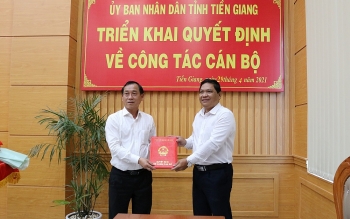 ỦY BAN NHÂN DÂN TỈNH TIỀN GIANG
TRIỂN KHAI QUYẾT ĐỊNH
VỀ CÔNG TÁC CÁN BỘ
Tiền Giang, ngày 29 tháng 4 năm 2021